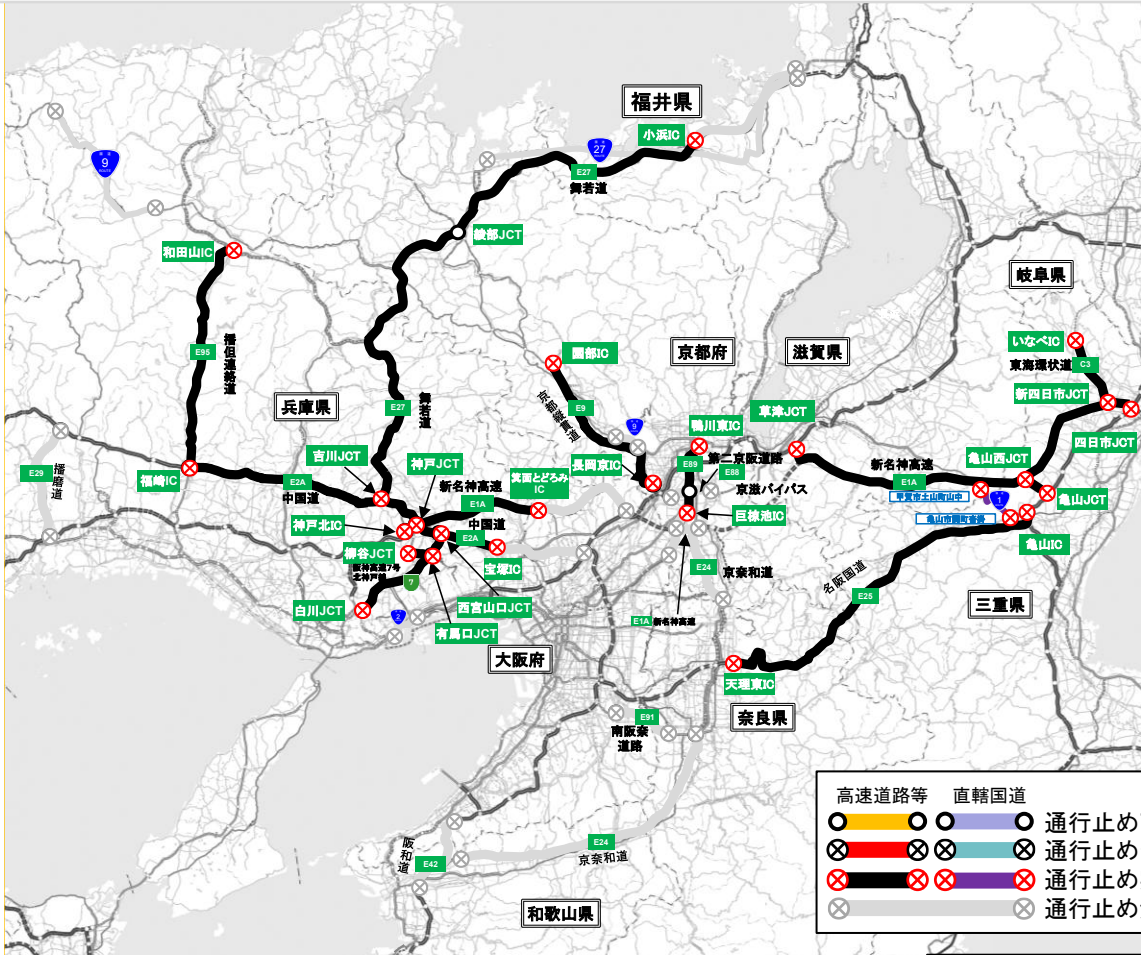 福井県
小浜IC
27
ROUTE
9
ROUTE
E27
舞若道
綾部JCT
和田山IC
岐阜県
E95
播但連絡道
園部IC
京都府
滋賀県
いなべIC
東海環状道
C3
兵庫県
E27
舞若道
E9
京都縦貫道
9
鴨川東IC
草津JCT
新四日市JCT
四日市JCT
吉川JCT
神戸JCT
新名神高速
E1A
箕面とどろみ
IC
長岡京IC
E89
第二京阪道路
E88
京滋バイパス
新名神高速
E1A
亀山西JCT
E29
播磨道
福崎IC
E2A
中国道
甲賀市土山町山中
1
亀山JCT
神戸北IC
中国道
E2A
巨椋池IC
亀山IC
柳谷JCT
宝塚IC
阪神高速7号
北神戸線
7
E24
京奈和道
名阪国道
E25
白川JCT
2
西宮山口JCT
有馬口JCT
E1A 新名神高速
三重県
大阪府
天理東IC
奈良県
E91
南阪奈
道路
高速道路等 直轄国道
通行止め
通行止め
通行止め
通行止め
阪和道
E42
E24
京奈和道
和歌山県